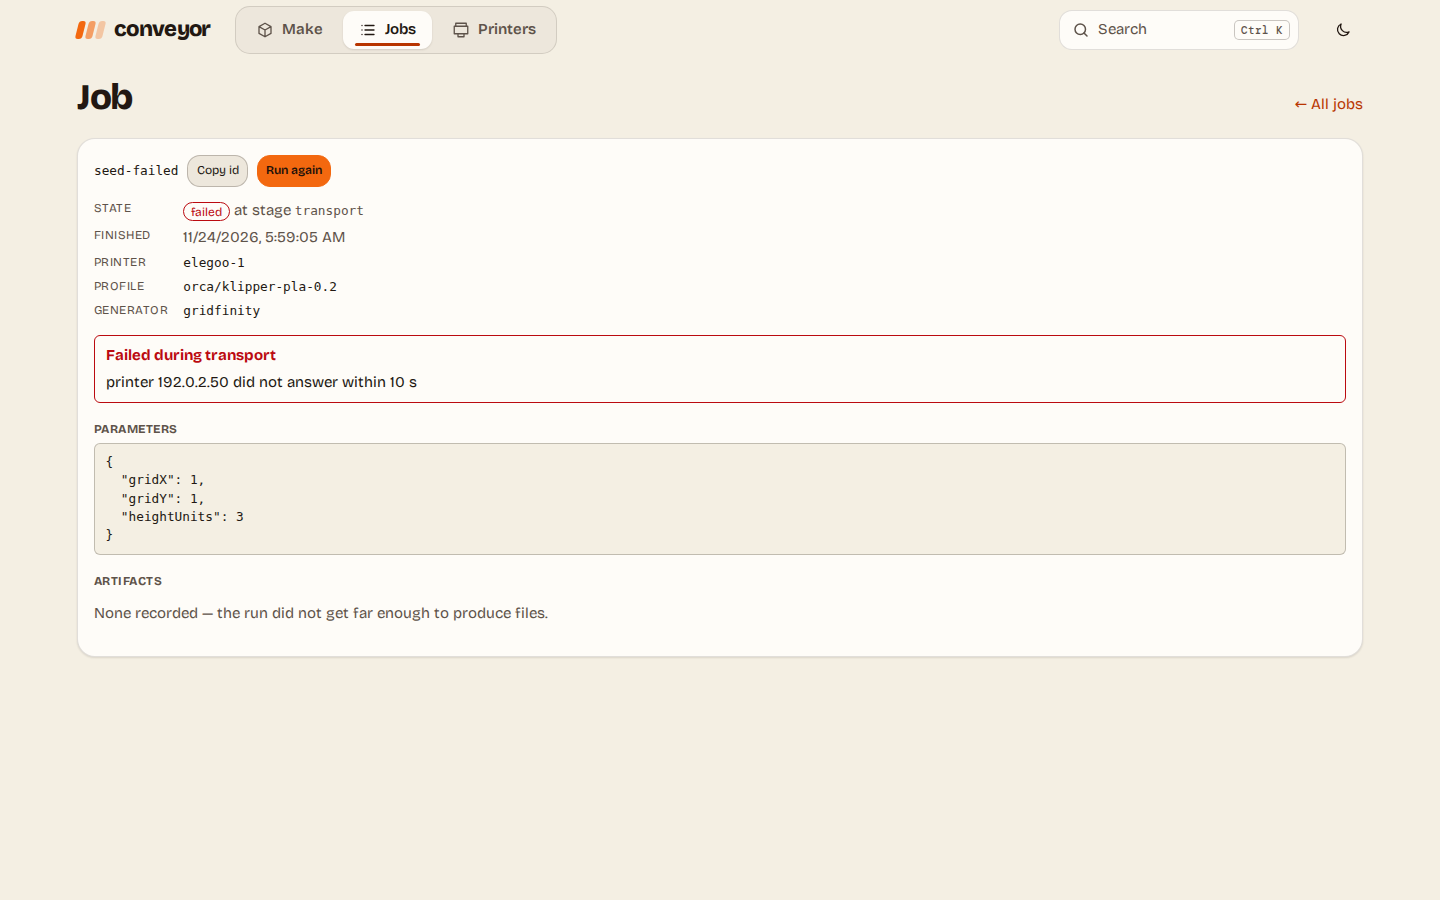 conveyor
Make
Jobs
Printers
Search
Ctrl K
Job
← All jobs
seed-failed
Copy id
Run again
STATE
failed at stage transport
FINISHED
11/24/2026, 5:59:05 AM
PRINTER
elegoo-1
PROFILE
orca/klipper-pla-0.2
GENERATOR
gridfinity
Failed during transport
printer 192.0.2.50 did not answer within 10 s
PARAMETERS
{
  "gridX": 1,
  "gridY": 1,
  "heightUnits": 3
}
ARTIFACTS
None recorded — the run did not get far enough to produce files.